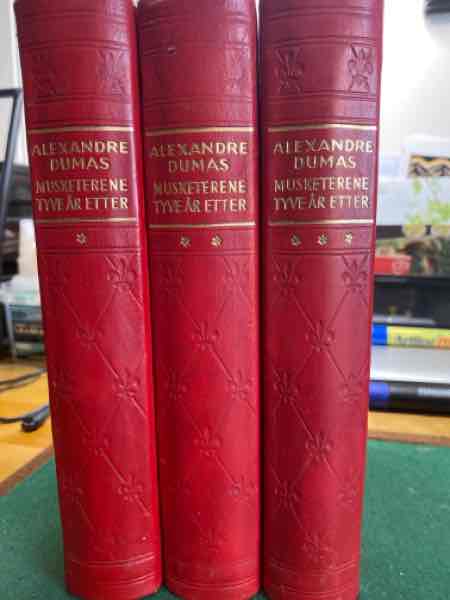 ALEXANDRE
DUMAS
MUSKETERENE
TYVE ÅR ETTER
*
ALEXANDRE
DUMAS
MUSKETERENE
TYVE ÅR ETTER
* *
ALEXANDRE
DUMAS
MUSKETERENE
TYVE ÅR ETTER
* * *